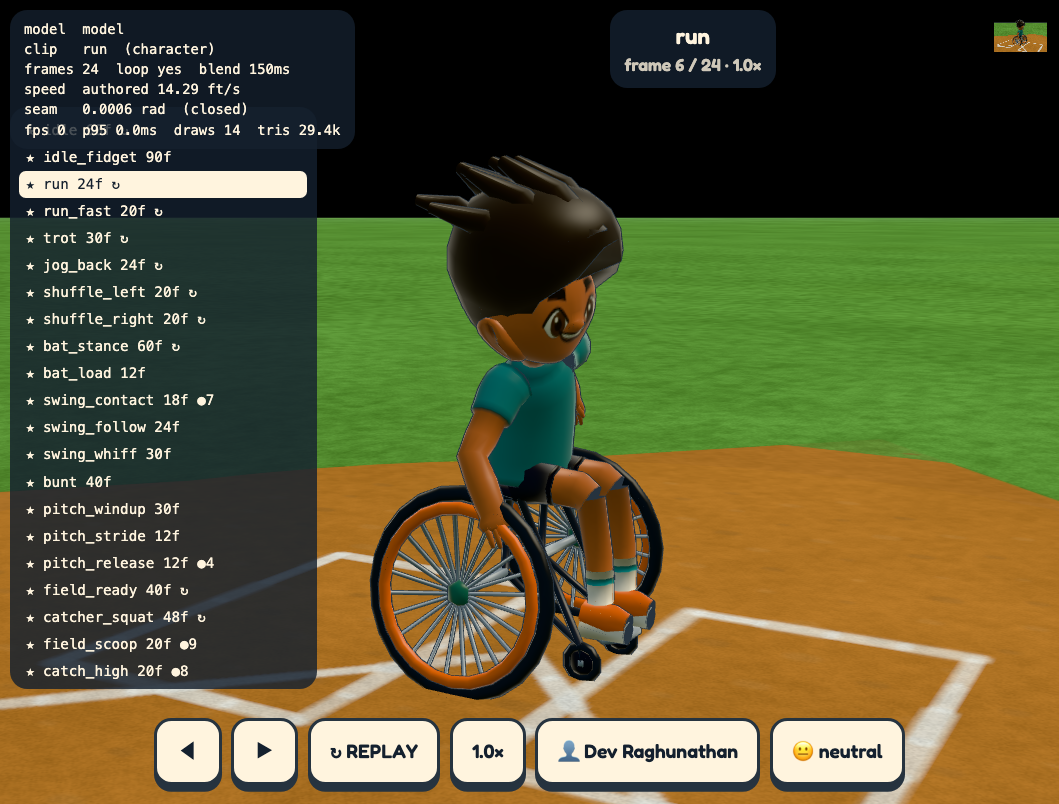 model model
clip run (character)
frames 24 loop yes blend 150ms
speed authored 14.29 ft/s
seam 0.0006 rad (closed)
fps 0 p95 0.0ms draws 14 tris 29.4k
★ idle_fidget 90f
★ run 24f ↻
★ run_fast 20f ↻
★ trot 30f ↻
★ jog_back 24f ↻
★ shuffle_left 20f ↻
★ shuffle_right 20f ↻
★ bat_stance 60f ↻
★ bat_load 12f
★ swing_contact 18f ●7
★ swing_follow 24f
★ swing_whiff 30f
★ bunt 40f
★ pitch_windup 30f
★ pitch_stride 12f
★ pitch_release 12f ●4
★ field_ready 40f ↻
★ catcher_squat 48f ↻
★ field_scoop 20f ●9
★ catch_high 20f ●8
run
frame 6 / 24 · 1.0×
↻ REPLAY
1.0×
Dev Raghunathan
neutral